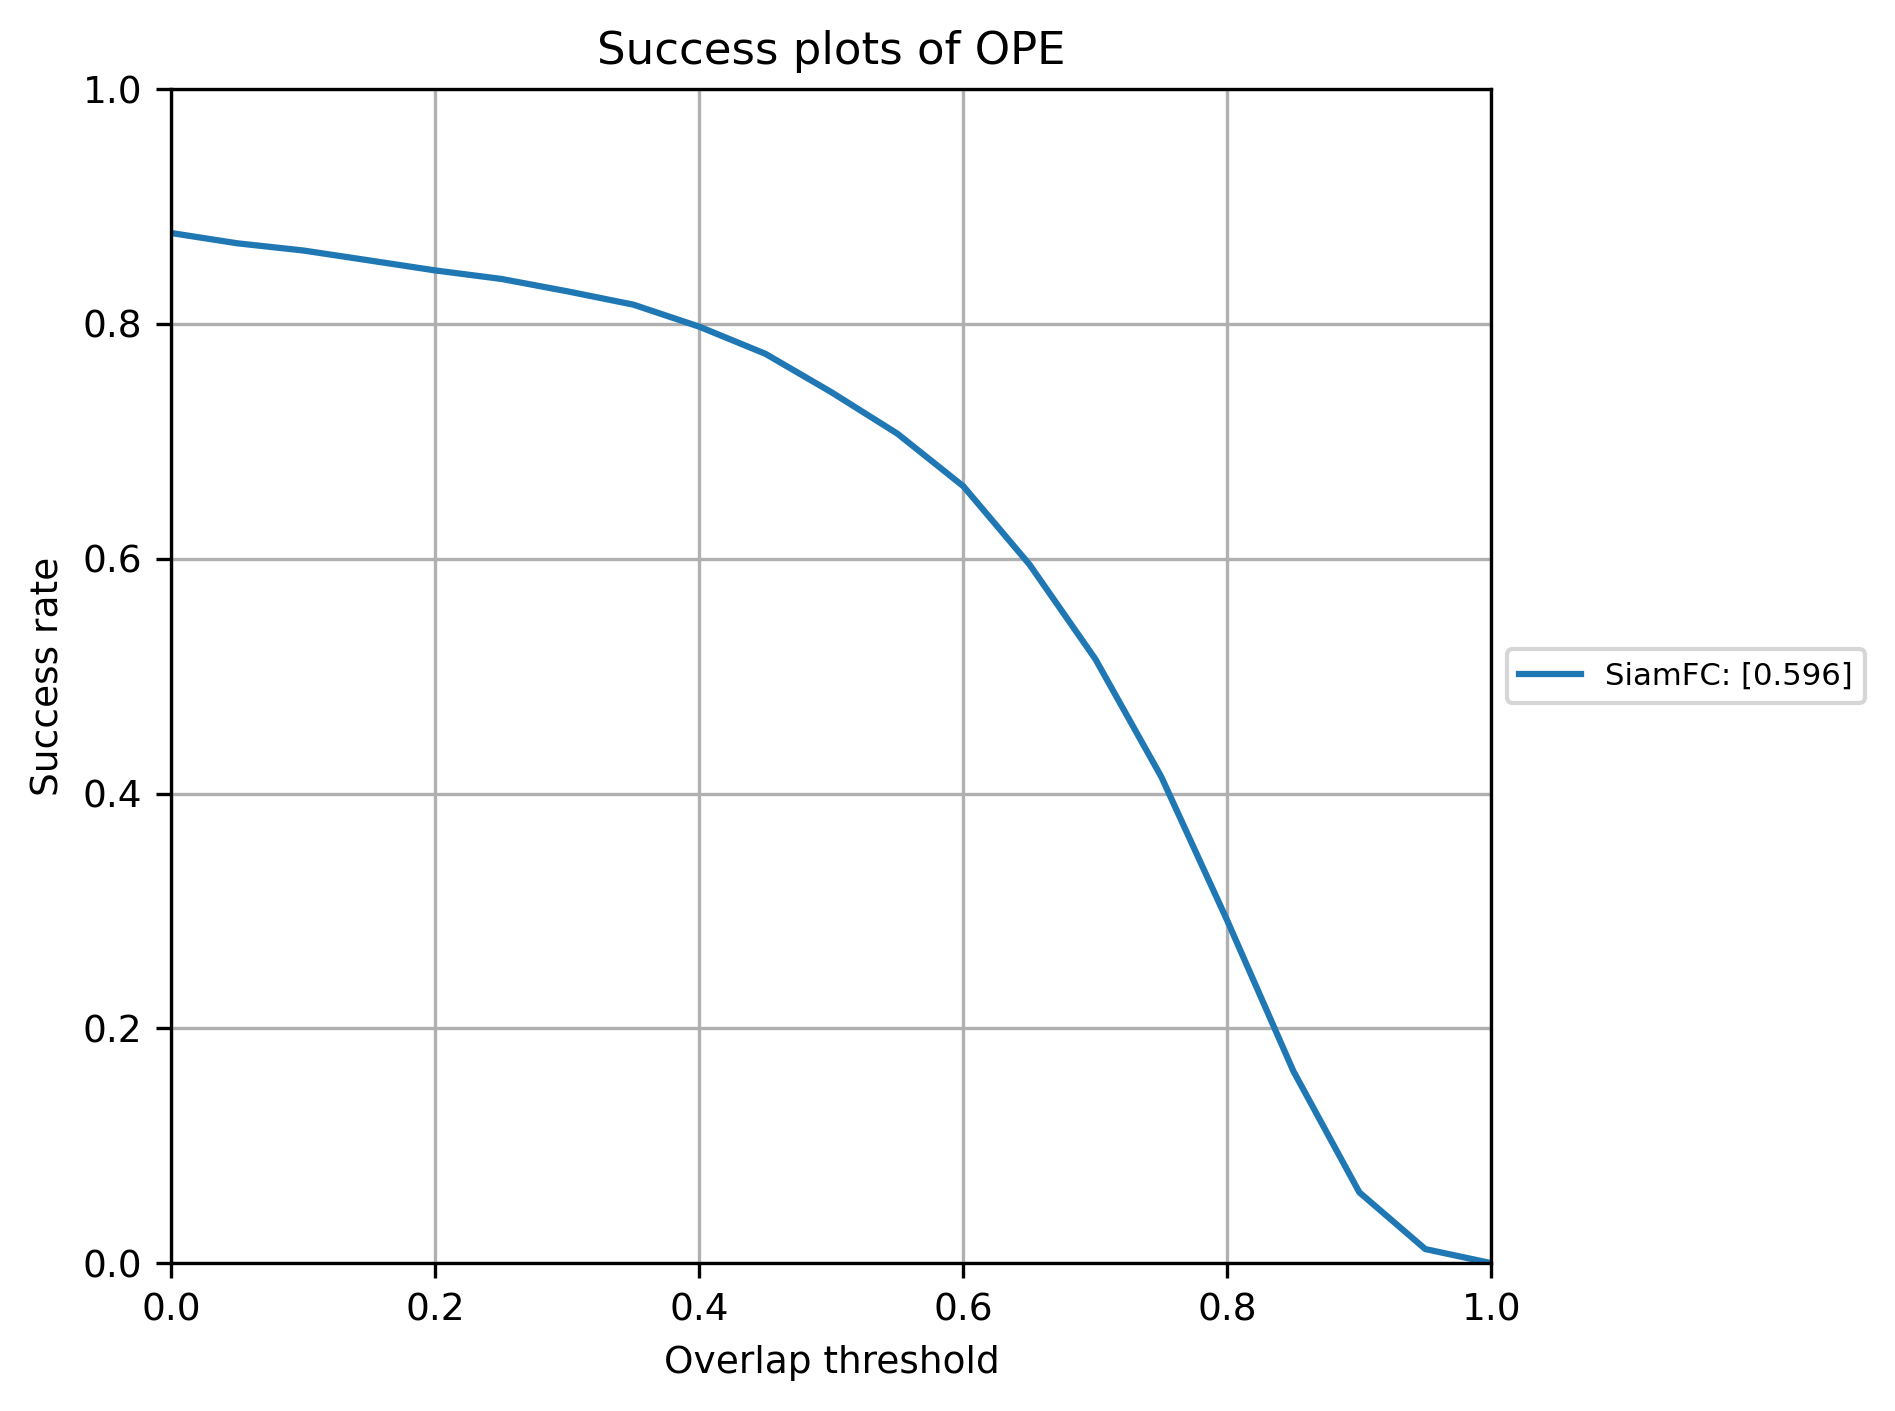 Success plots of OPE
1.0
0.8
0.6
0.4
0.2
0.0
Success rate
0.0 0.2 0.4 0.6 0.8 1.0
Overlap threshold
SiamFC: [0.596]